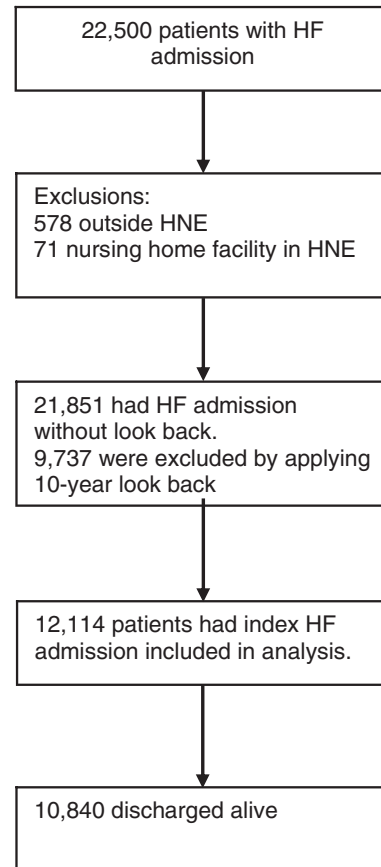 22,500 patients with HF
admission
Exclusions:
578 outside HNE
71 nursing home facility in HNE
21,851 had HF admission
without look back.
9,737 were excluded by applying
10-year look back
12,114 patients had index HF
admission included in analysis.
10,840 discharged alive